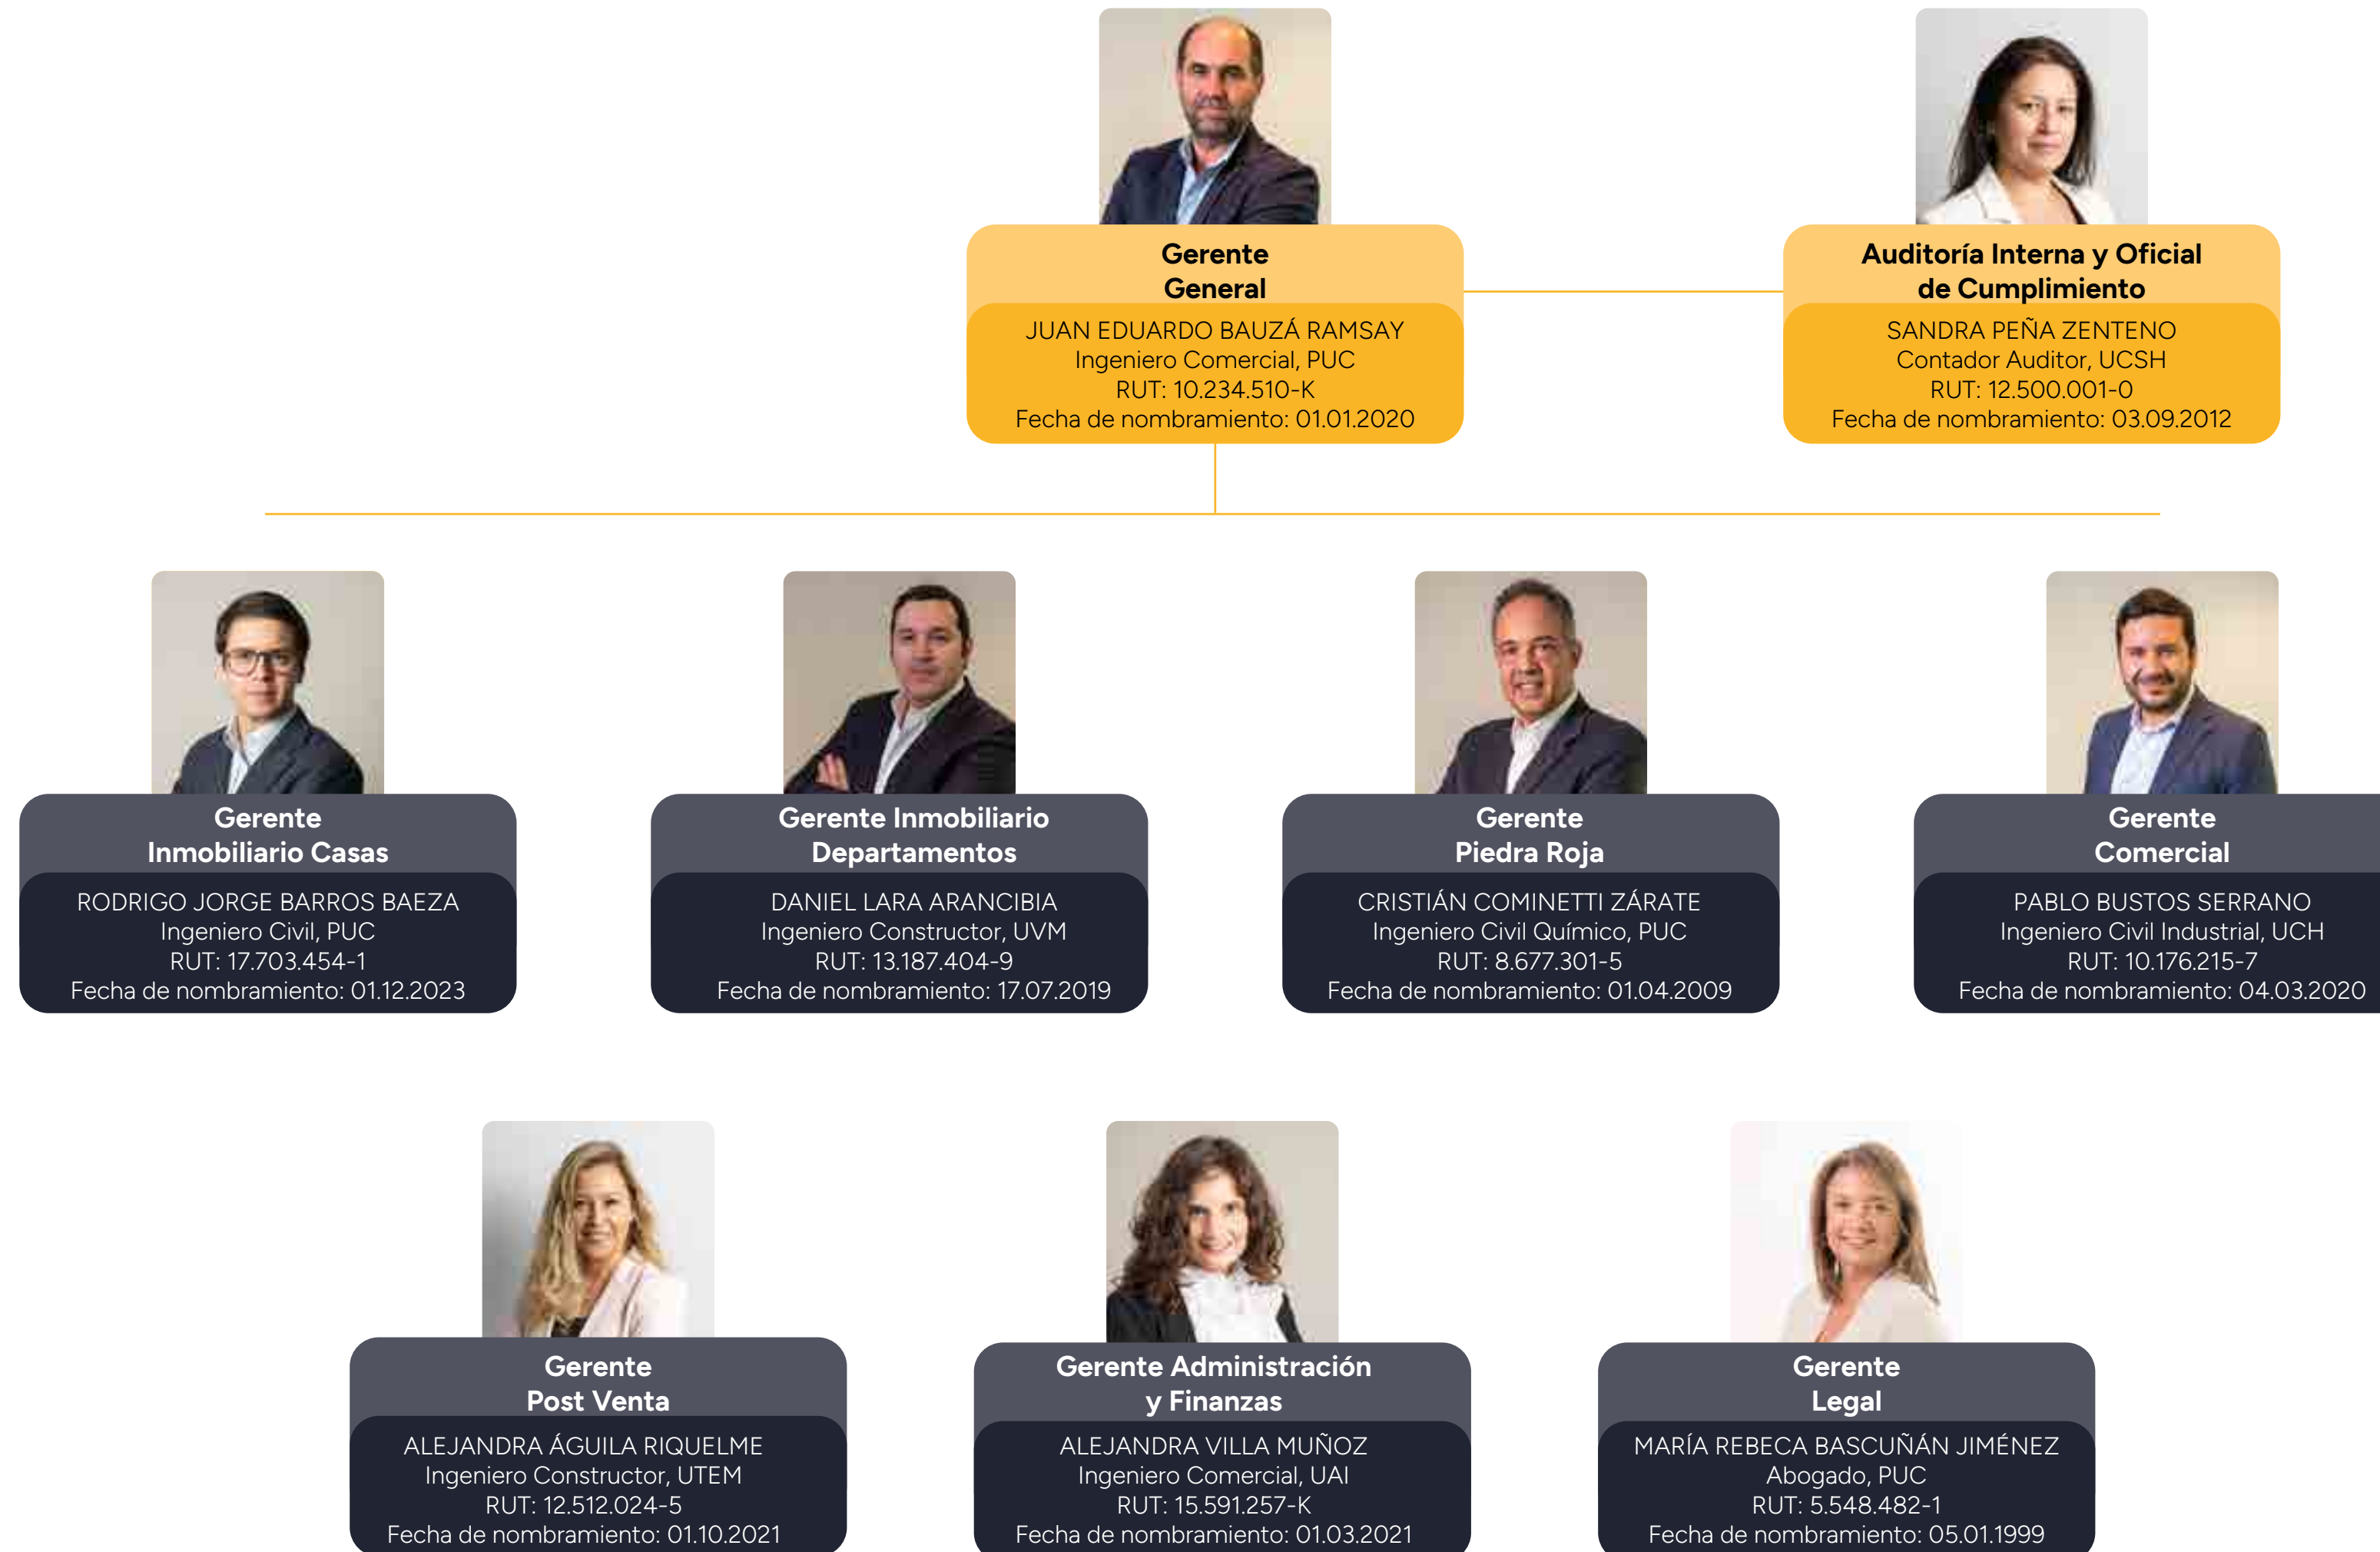 Gerente
General
JUAN EDUARDO BAUZÁ RAMSAY
Ingeniero Comercial, PUC
RUT: 10.234.510-K
Fecha de nombramiento: 01.01.2020
Auditoría Interna y Oficial
de Cumplimiento
SANDRA PEÑA ZENTENO
Contador Auditor, UCSH
RUT: 12.500.001-0
Fecha de nombramiento: 03.09.2012
Gerente
Inmobiliario Casas
RODRIGO JORGE BARROS BAEZA
Ingeniero Civil, PUC
RUT: 17.703.454-1
Fecha de nombramiento: 01.12.2023
Gerente Inmobiliario
Departamentos
DANIEL LARA ARANCIBIA
Ingeniero Constructor, UVM
RUT: 13.187.404-9
Fecha de nombramiento: 17.07.2019
Gerente
Piedra Roja
CRISTIÁN COMINETTI ZÁRATE
Ingeniero Civil Químico, PUC
RUT: 8.677.301-5
Fecha de nombramiento: 01.04.2009
Gerente
Comercial
PABLO BUSTOS SERRANO
Ingeniero Civil Industrial, UCH
RUT: 10.176.215-7
Fecha de nombramiento: 04.03.2020
Gerente
Post Venta
ALEJANDRA ÁGUILA RIQUELME
Ingeniero Constructor, UTEM
RUT: 12.512.024-5
Fecha de nombramiento: 01.10.2021
Gerente Administración
y Finanzas
ALEJANDRA VILLA MUÑOZ
Ingeniero Comercial, UAI
RUT: 15.591.257-K
Fecha de nombramiento: 01.03.2021
Gerente
Legal
MARÍA REBECA BASCUÑÁN JIMÉNEZ
Abogado, PUC
RUT: 5.548.482-1
Fecha de nombramiento: 05.01.1999